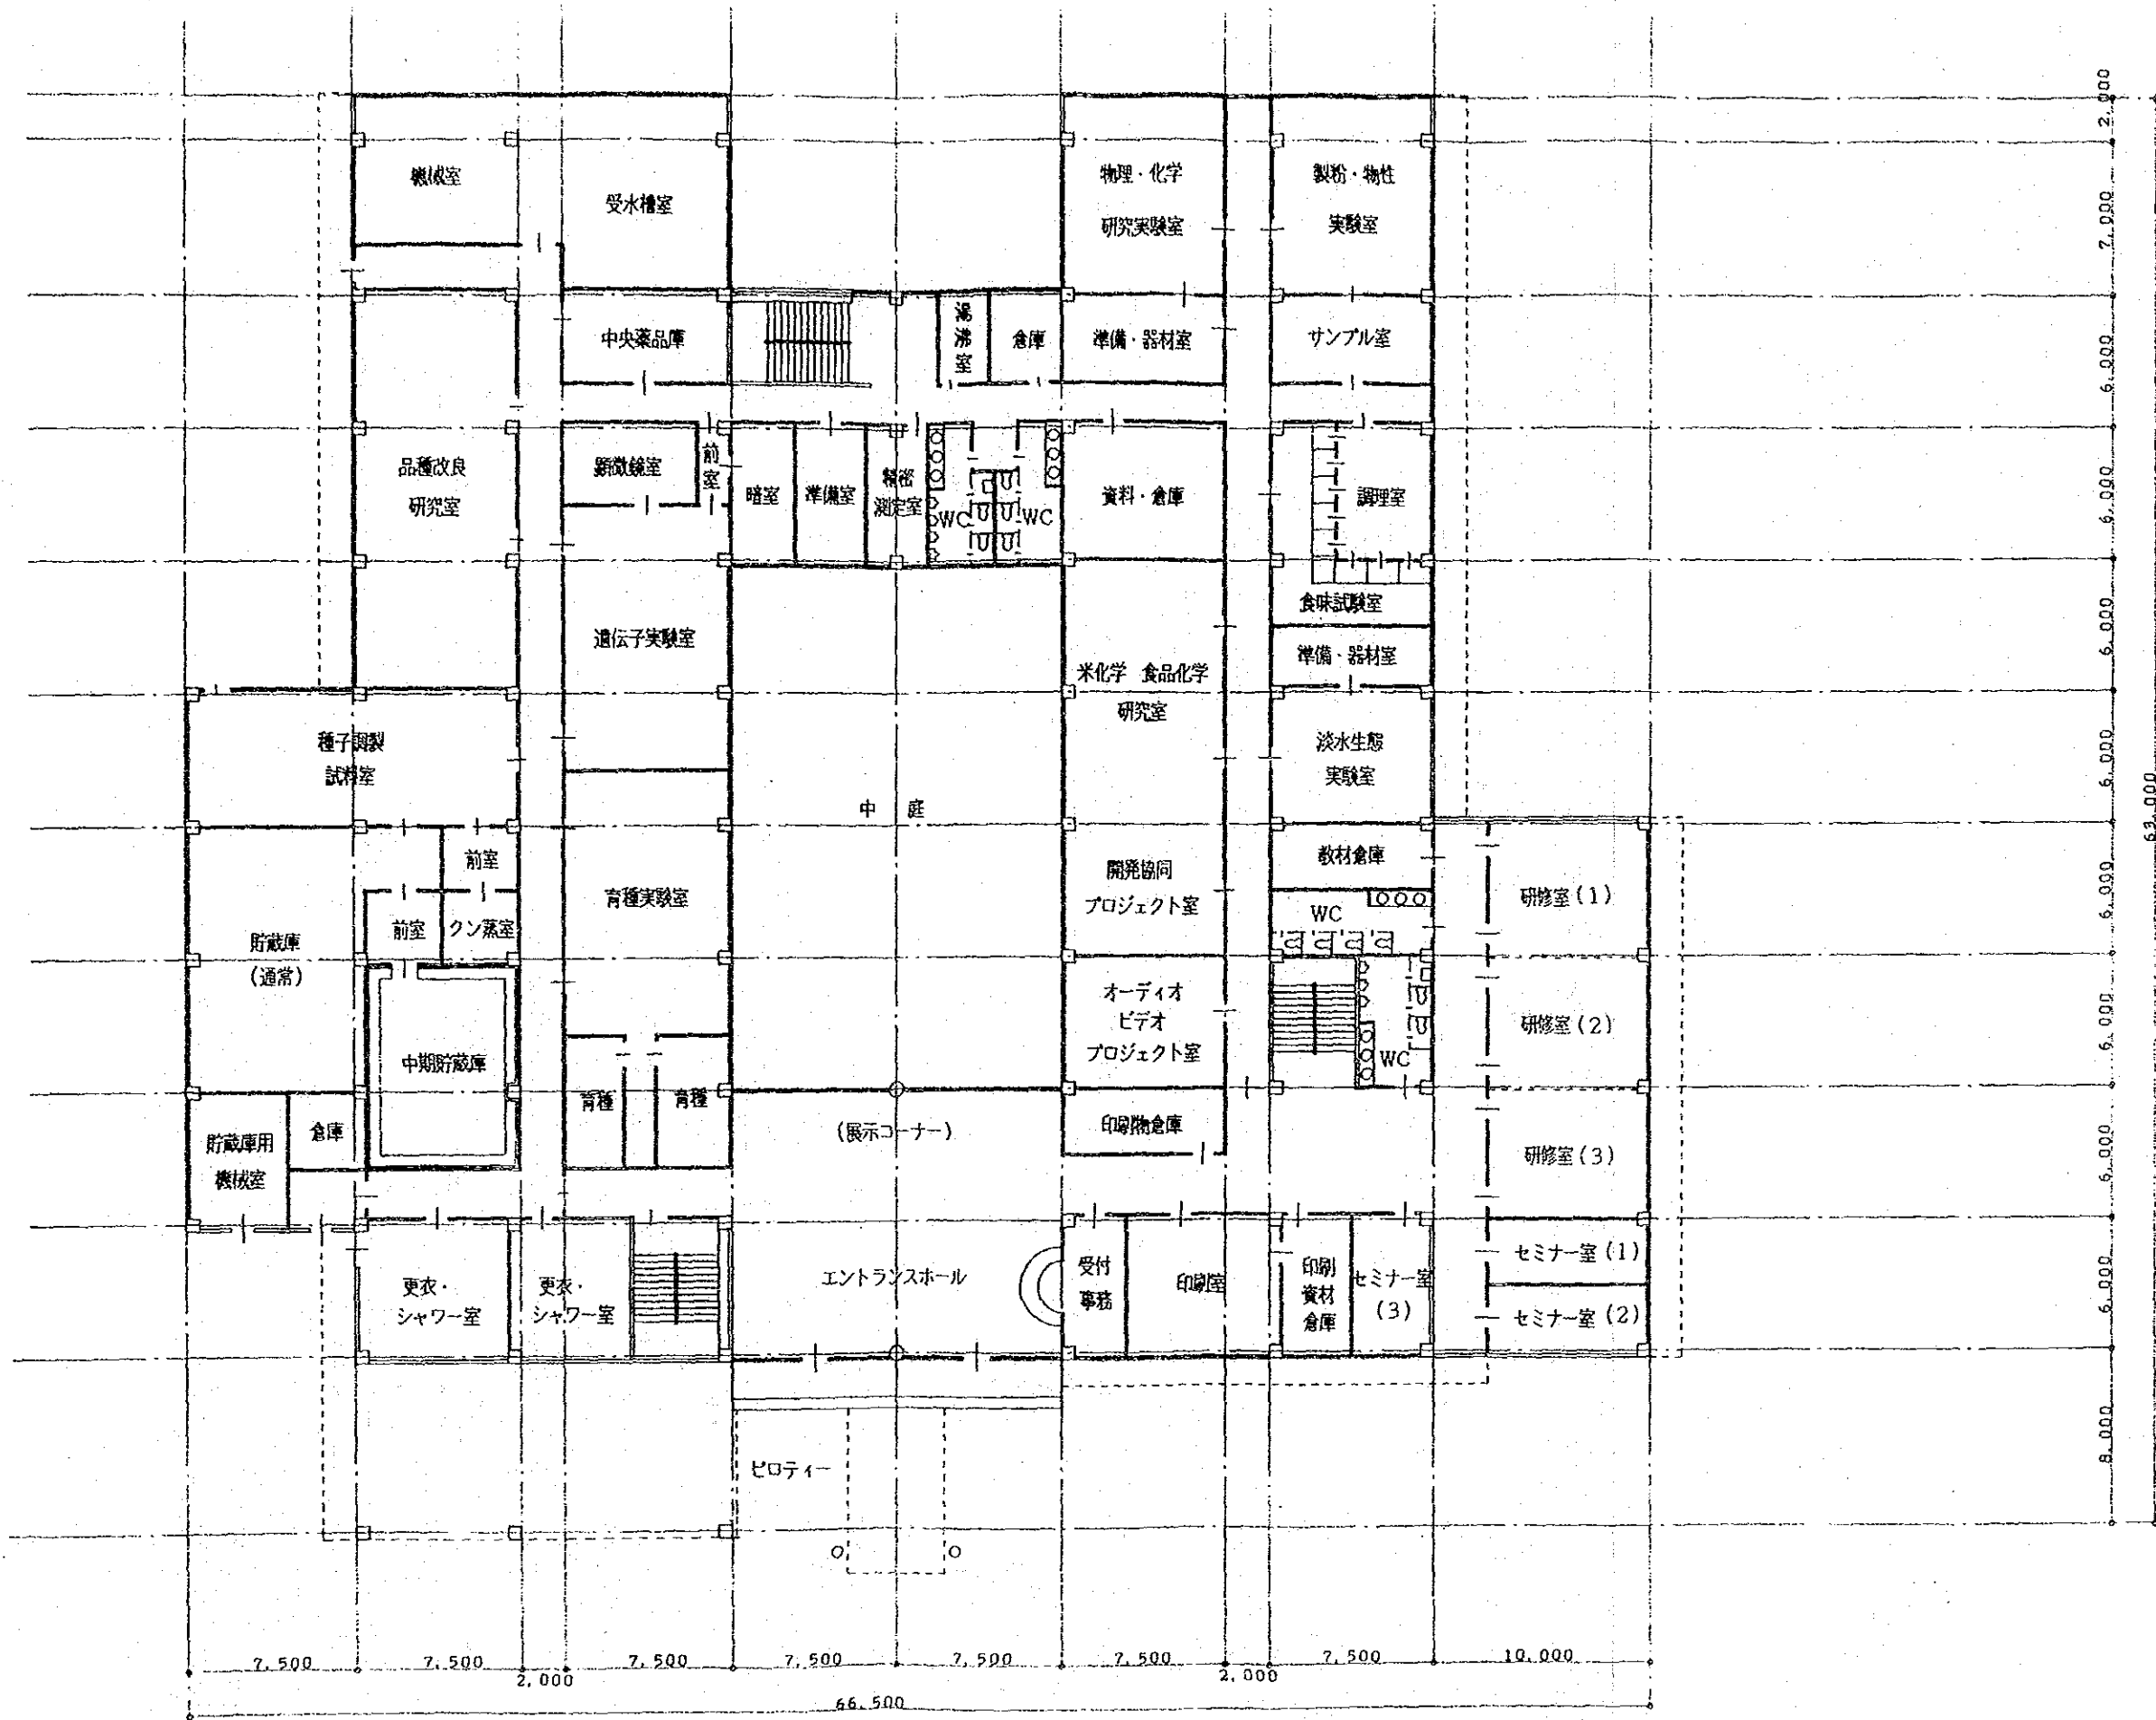 機械室
受水槽室
物理・化学
研究実験室
製粉・物性
実験室
中央薬品庫
湯沸室
倉庫
準備・器材室
サンプル室
品種改良
研究室
顕微鏡室
前室
暗室
準備室
精密
測定室
WC
WC
資料・倉庫
調理室
食味試験室
遺伝子実験室
準備・器材室
米化学 食品化学
研究室
種子調製
試料室
淡水生態
実験室
中庭
前室
前室
クン蒸室
育種実験室
開発協同
プロジェクト室
教材倉庫
WC
研修室(1)
貯蔵庫
(通常)
オーディオ
ビデオ
プロジェクト室
研修室(2)
WC
中期貯蔵庫
育種
育種
(展示コーナー)
印刷物倉庫
研修室(3)
貯蔵庫用
機械室
倉庫
更衣・
シャワー室
更衣・
シャワー室
エントランスホール
受付
事務
印刷室
印刷
資材
倉庫
セミナー室
(3)
セミナー室(1)
セミナー室(2)
ピロティー
2,000
7,000
6,000
6,000
6,000
6,000
6,000
6,000
6,000
6,000
8,000
63,000
7,500
7,500
2,000
7,500
7,500
7,500
7,500
2,000
7,500
10,000
66,500